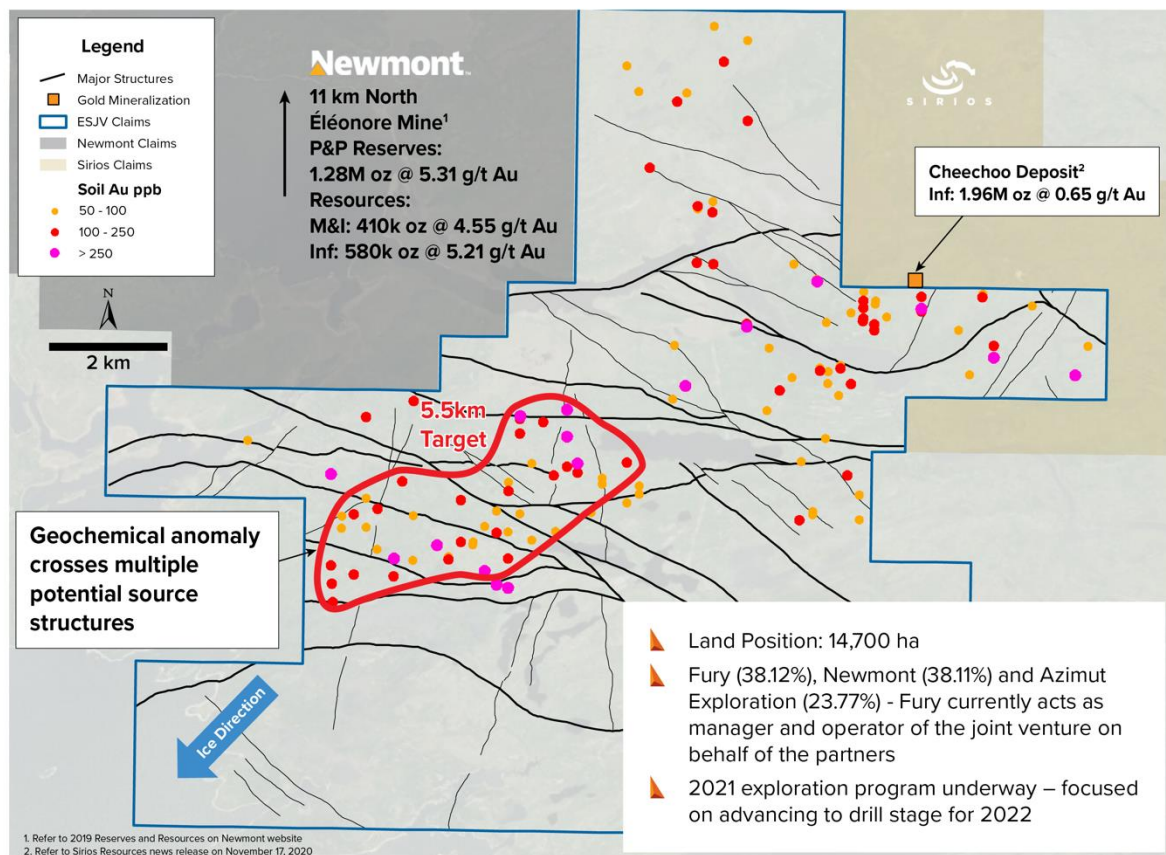 Legend
Major Structures
Gold Mineralization
ESJV Claims
Newmont Claims
Sirios Claims
Soil Au ppb
50 - 100
100 - 250
> 250
N
2 km
Newmont™
11 km North
Éléonore Mine¹
P&P Reserves:
1.28M oz @ 5.31 g/t Au
Resources:
M&I: 410k oz @ 4.55 g/t Au
Inf: 580k oz @ 5.21 g/t Au
SIRIOS
Cheechoo Deposit²
Inf: 1.96M oz @ 0.65 g/t Au
5.5km
Target
Geochemical anomaly
crosses multiple
potential source
structures
Ice Direction
Land Position: 14,700 ha
Fury (38.12%), Newmont (38.11%) and Azimut
Exploration (23.77%) - Fury currently acts as
manager and operator of the joint venture on
behalf of the partners
2021 exploration program underway – focused
on advancing to drill stage for 2022
1. Refer to 2019 Reserves and Resources on Newmont website
2. Refer to Sirios Resources news release on November 17, 2020